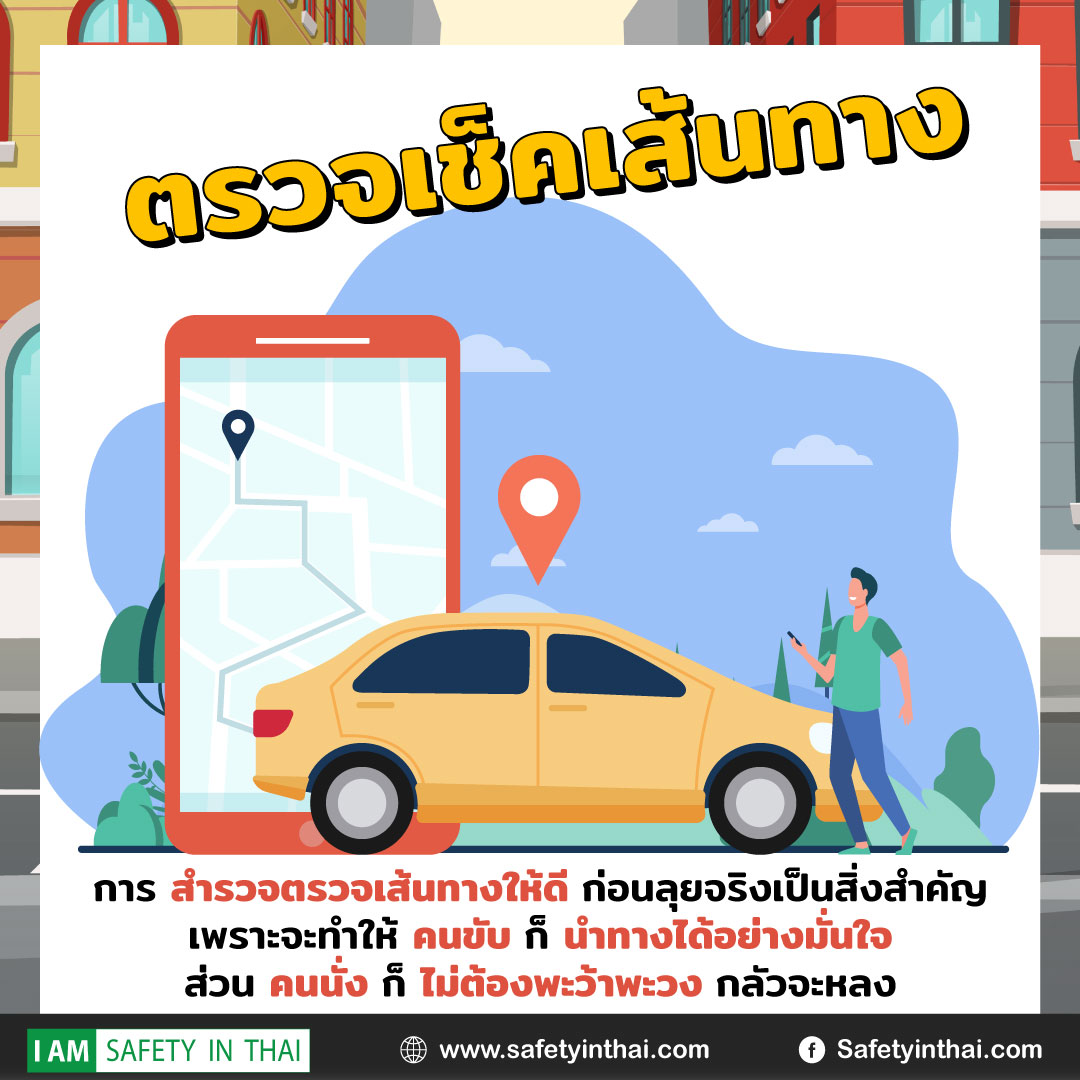 ตรวจเช็คเส้นทาง
การ สำรวจตรวจเส้นทางให้ดี ก่อนลุยจริงเป็นสิ่งสำคัญ
เพราะจะทำให้ คนขับ ก็ นำทางได้อย่างมั่นใจ
ส่วน คนนั่ง ก็ ไม่ต้องพะว้าพะวง กลัวจะหลง
I AM SAFETY IN THAI www.safetyinthai.com Safetyinthai.com